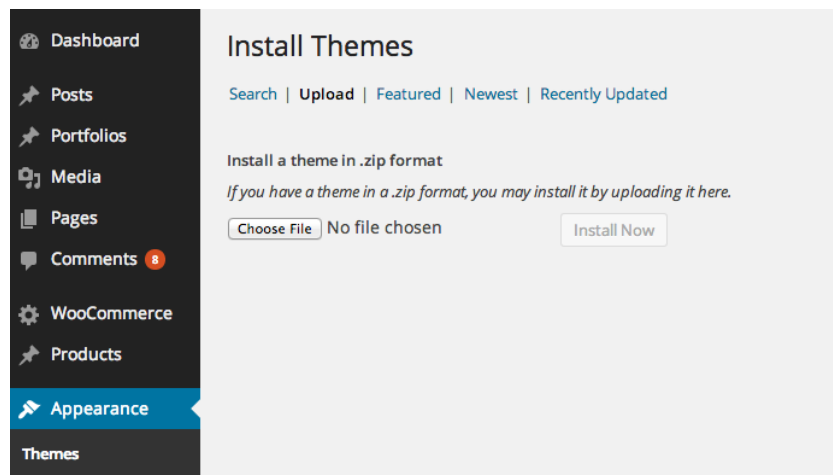 Dashboard
Posts
Portfolios
Media
Pages
Comments 8
WooCommerce
Products
Appearance
Themes
Install Themes
Search | Upload | Featured | Newest | Recently Updated
Install a theme in .zip format
If you have a theme in a .zip format, you may install it by uploading it here.
Choose File No file chosen Install Now